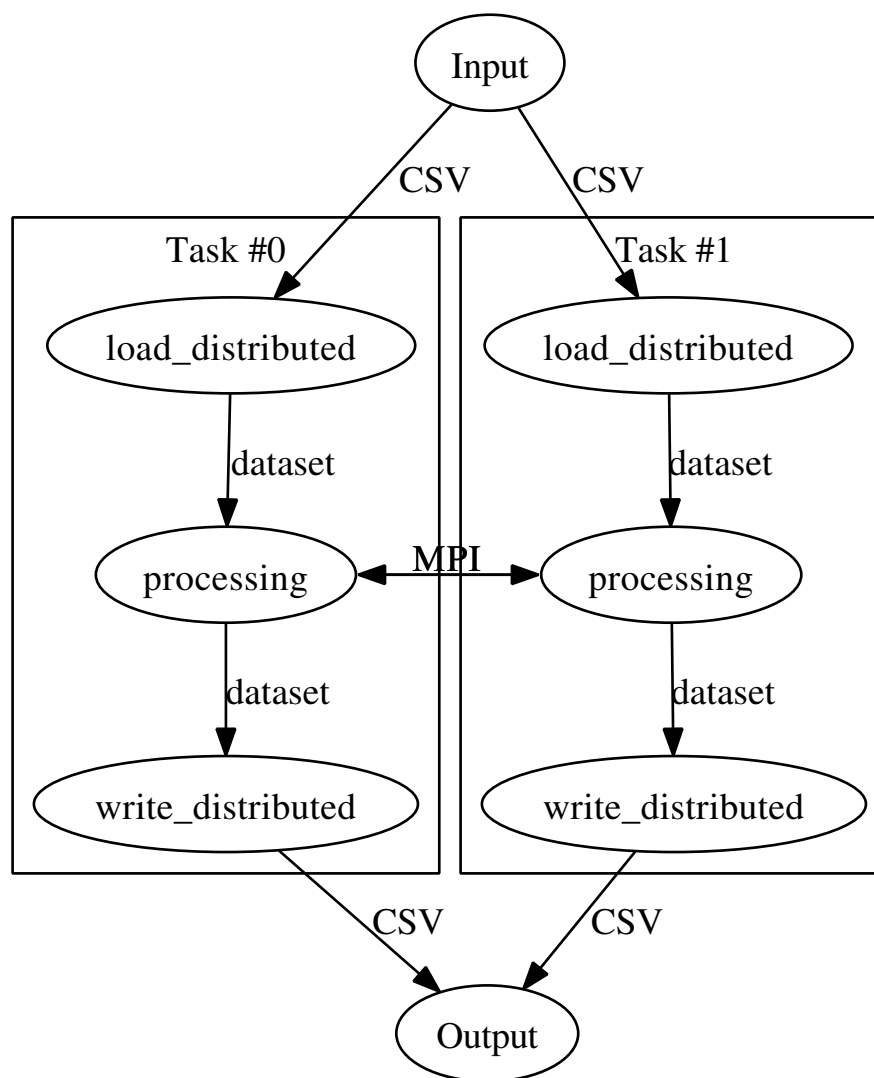 Input
CSV
CSV
Task #0
Task #1
load_distributed
load_distributed
dataset
dataset
processing
MPI
processing
dataset
dataset
write_distributed
write_distributed
CSV
CSV
Output